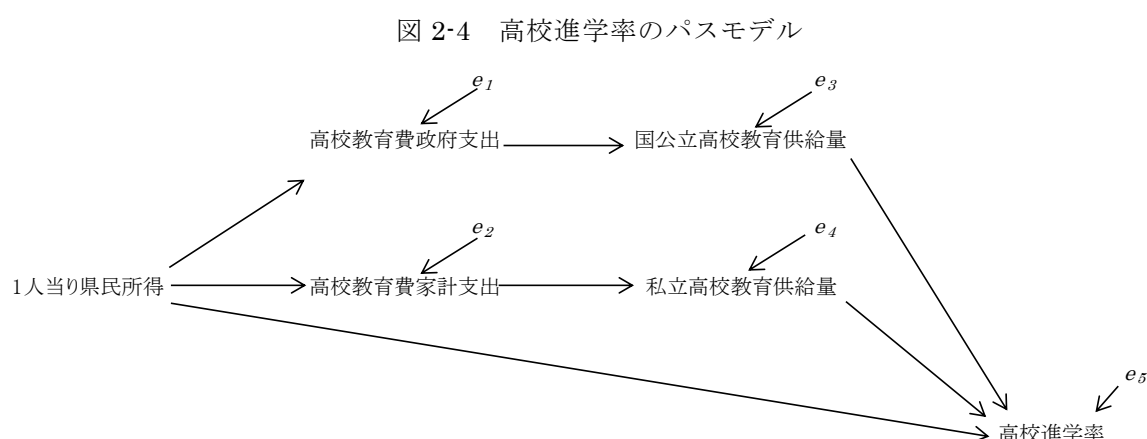 図 2-4 高校進学率のパスモデル
e1
e3
高校教育費政府支出
国公立高校教育供給量
e2
e4
1人当り県民所得
高校教育費家計支出
私立高校教育供給量
e5
高校進学率